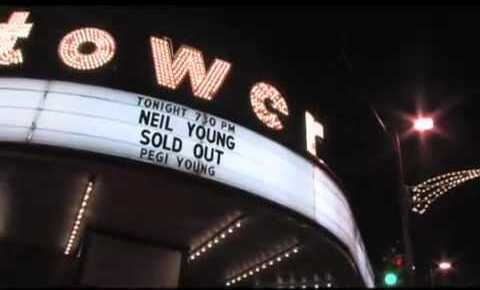 tower
TONIGHT 7:30 PM
NEIL YOUNG
SOLD OUT
PEGI YOUNG